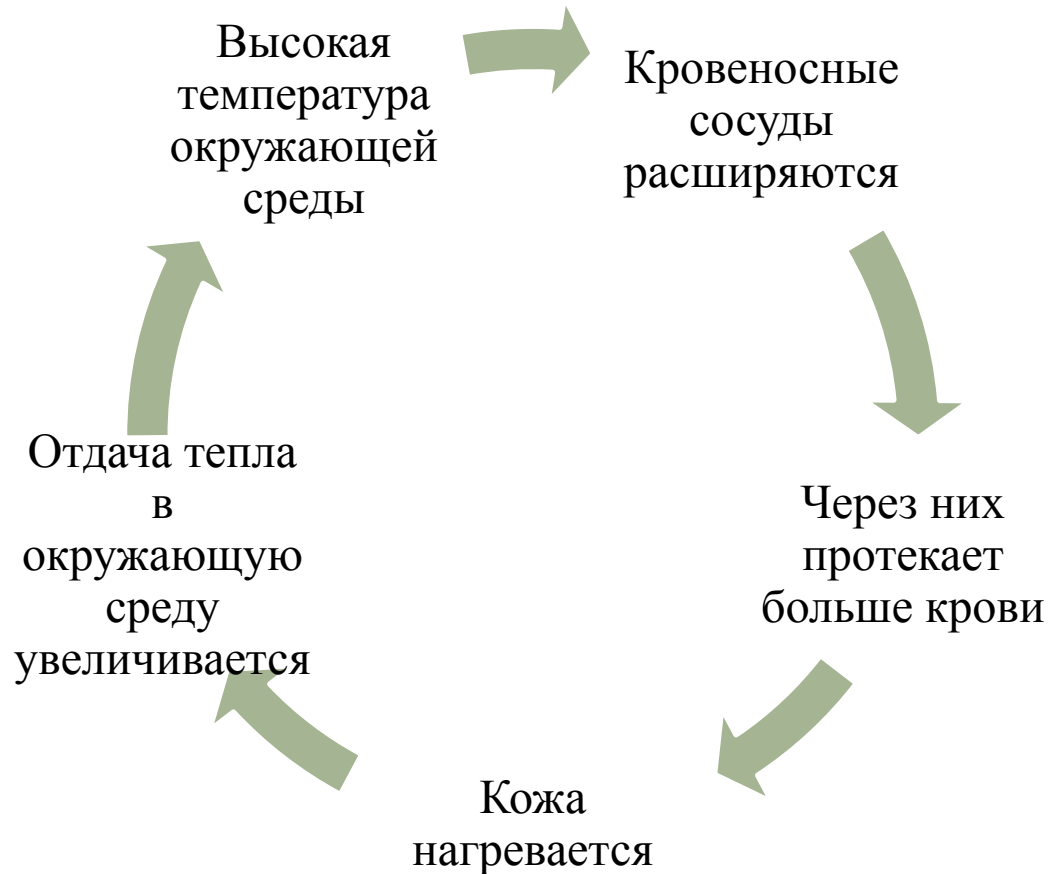 Высокая
температура
окружающей
среды
Кровеносные
сосуды
расширяются
Через них
протекает
больше крови
Кожа
нагревается
Отдача тепла
в
окружающую
среду
увеличивается